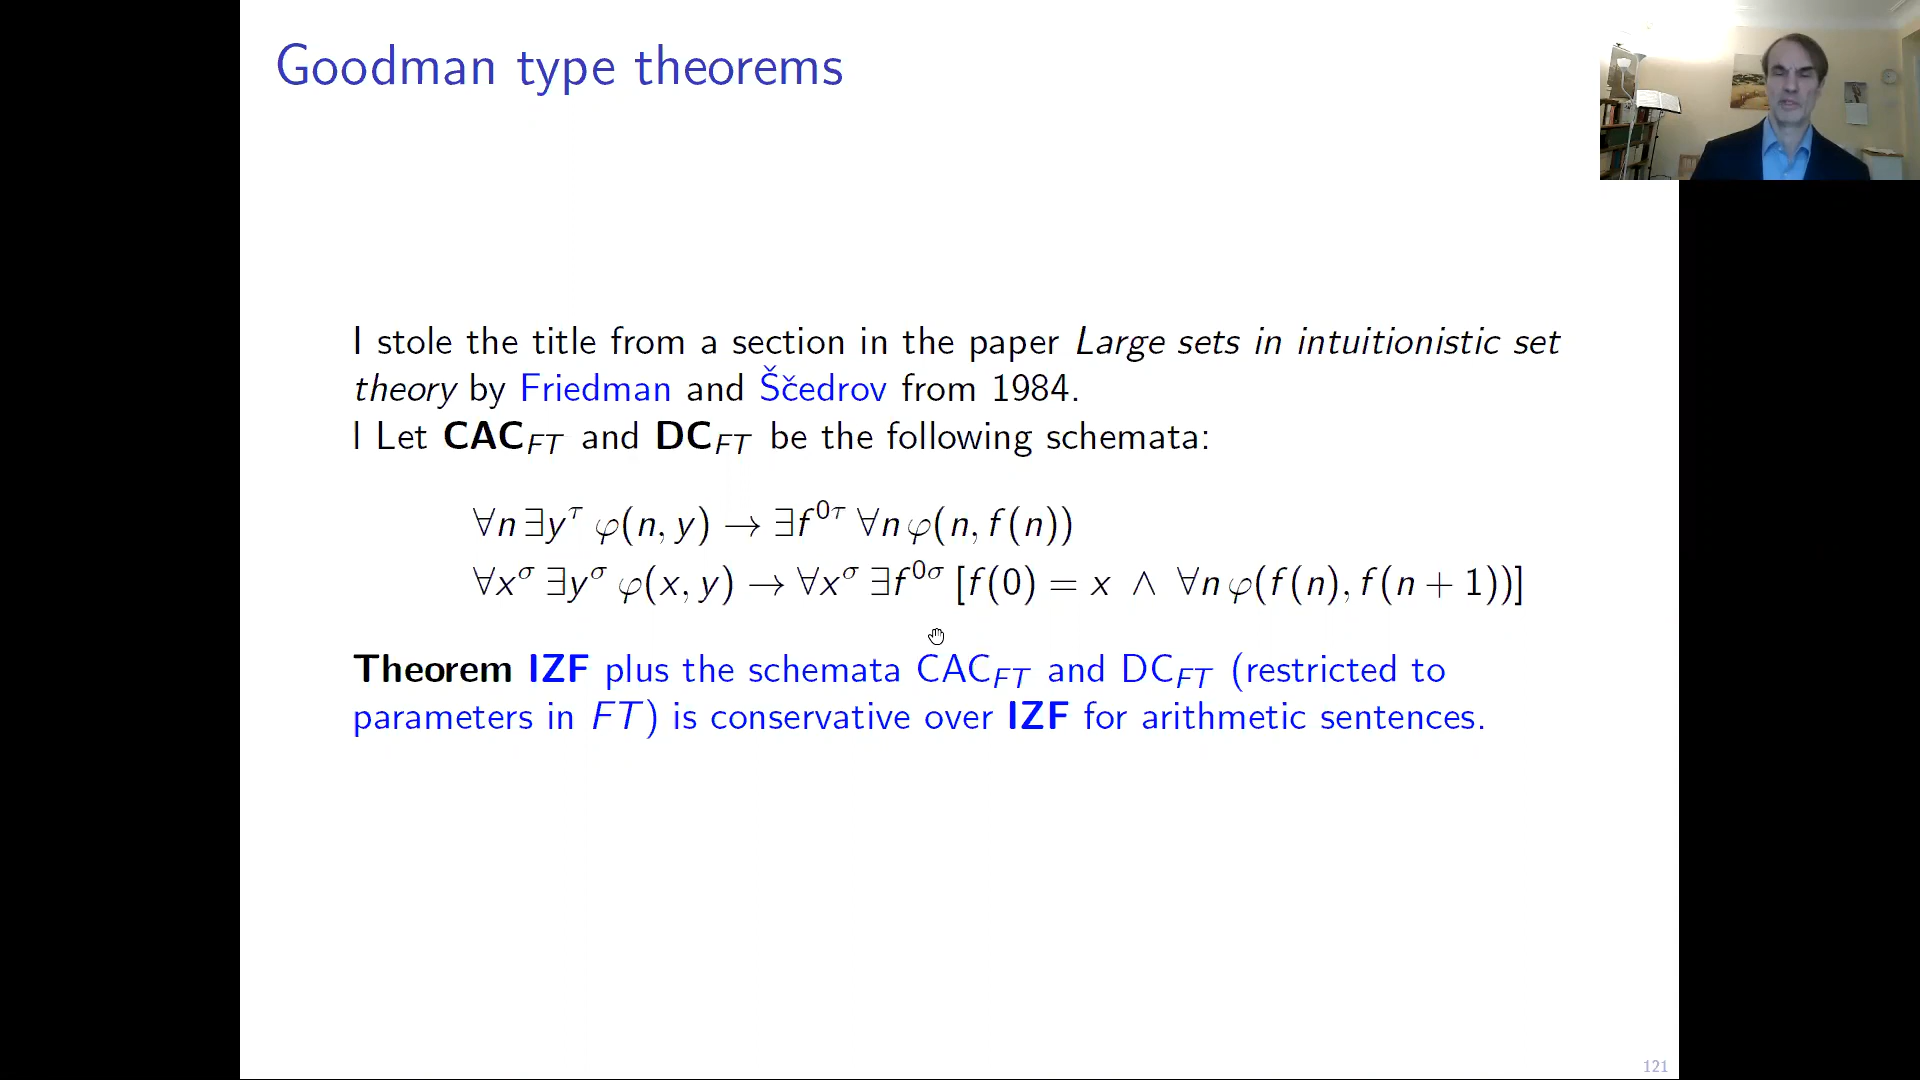 Goodman type theorems
I stole the title from a section in the paper Large sets in intuitionistic set
theory by Friedman and Ščedrov from 1984.
I Let CAC_FT and DC_FT be the following schemata:
∀n ∃y^τ φ(n, y) → ∃f^{0τ} ∀n φ(n, f(n))
∀x^σ ∃y^σ φ(x, y) → ∀x^σ ∃f^{0σ} [f(0) = x ∧ ∀n φ(f(n), f(n + 1))]
Theorem IZF plus the schemata CAC_FT and DC_FT (restricted to
parameters in FT) is conservative over IZF for arithmetic sentences.
121